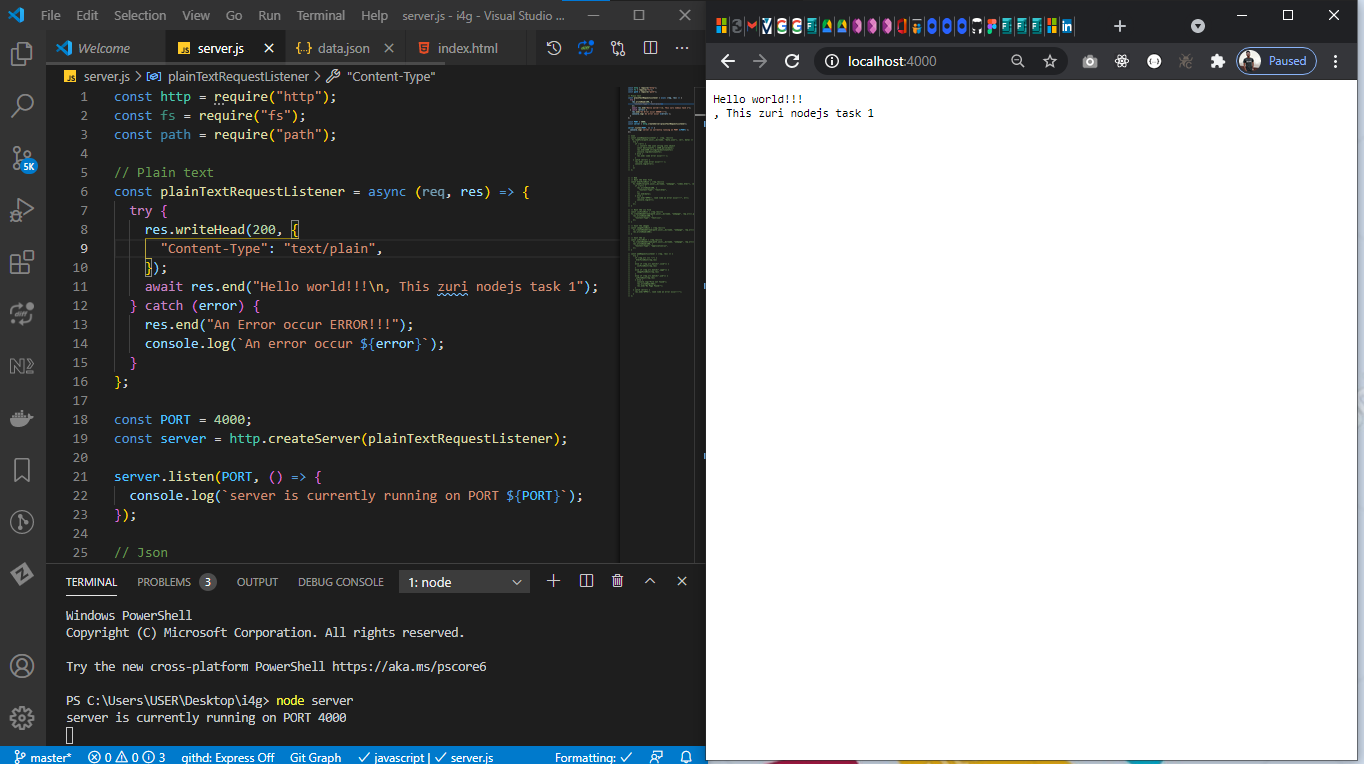 File Edit Selection View Go Run Terminal Help server.js - i4g - Visual Studio ...
Welcome server.js data.json index.html
server.js > plainTextRequestListener > "Content-Type"
1 const http = require("http");
2 const fs = require("fs");
3 const path = require("path");
4
5 // Plain text
6 const plainTextRequestListener = async (req, res) => {
7 try {
8 res.writeHead(200, {
9 "Content-Type": "text/plain",
10 });
11 await res.end("Hello world!!!\n, This zuri nodejs task 1");
12 } catch (error) {
13 res.end("An Error occur ERROR!!!");
14 console.log(`An error occur ${error}`);
15 }
16 };
17
18 const PORT = 4000;
19 const server = http.createServer(plainTextRequestListener);
20
21 server.listen(PORT, () => {
22 console.log(`server is currently running on PORT ${PORT}`);
23 });
24
25 // Json
5K
TERMINAL PROBLEMS 3 OUTPUT DEBUG CONSOLE 1: node
Windows PowerShell
Copyright (C) Microsoft Corporation. All rights reserved.
Try the new cross-platform PowerShell https://aka.ms/pscore6
PS C:\Users\USER\Desktop\i4g> node server
server is currently running on PORT 4000
master* 0 0 3 githd: Express Off Git Graph javascript | server.js Formatting:
localhost:4000 Paused
Hello world!!!
, This zuri nodejs task 1